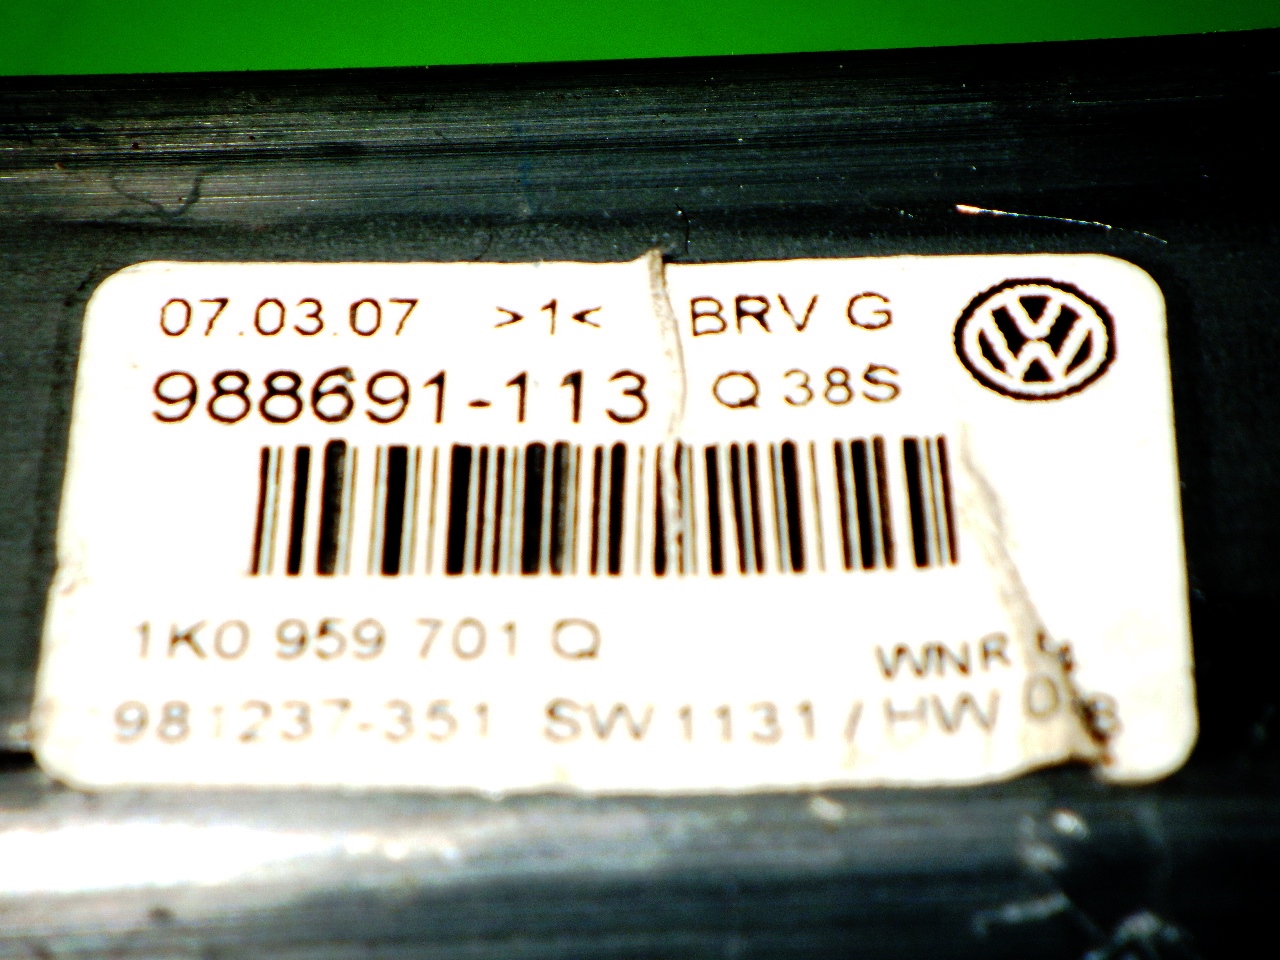 07.03.07 >1< BRV G
988691-113 Q 38S
1K0 959 701 Q
WNR
981237-351 SW 1131 / HW